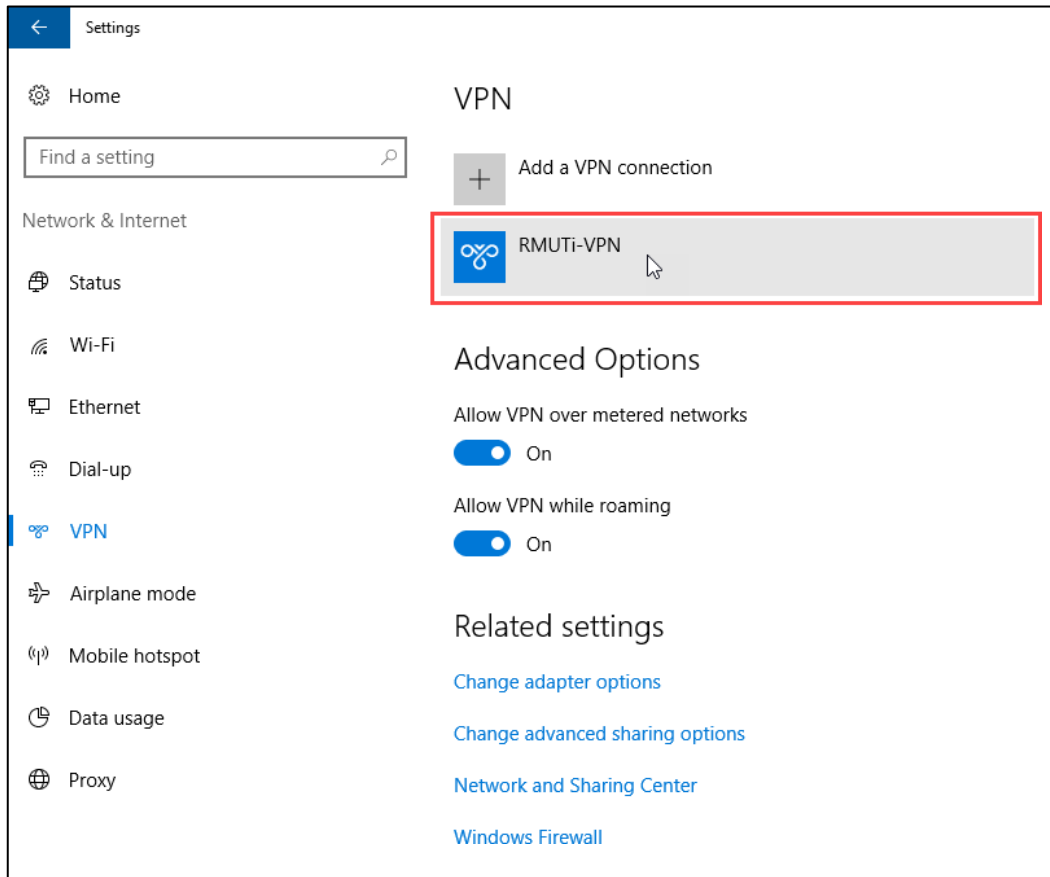 Settings
Home
Find a setting
Network & Internet
Status
Wi-Fi
Ethernet
Dial-up
VPN
Airplane mode
Mobile hotspot
Data usage
Proxy
VPN
Add a VPN connection
RMUTi-VPN
Advanced Options
Allow VPN over metered networks
On
Allow VPN while roaming
On
Related settings
Change adapter options
Change advanced sharing options
Network and Sharing Center
Windows Firewall